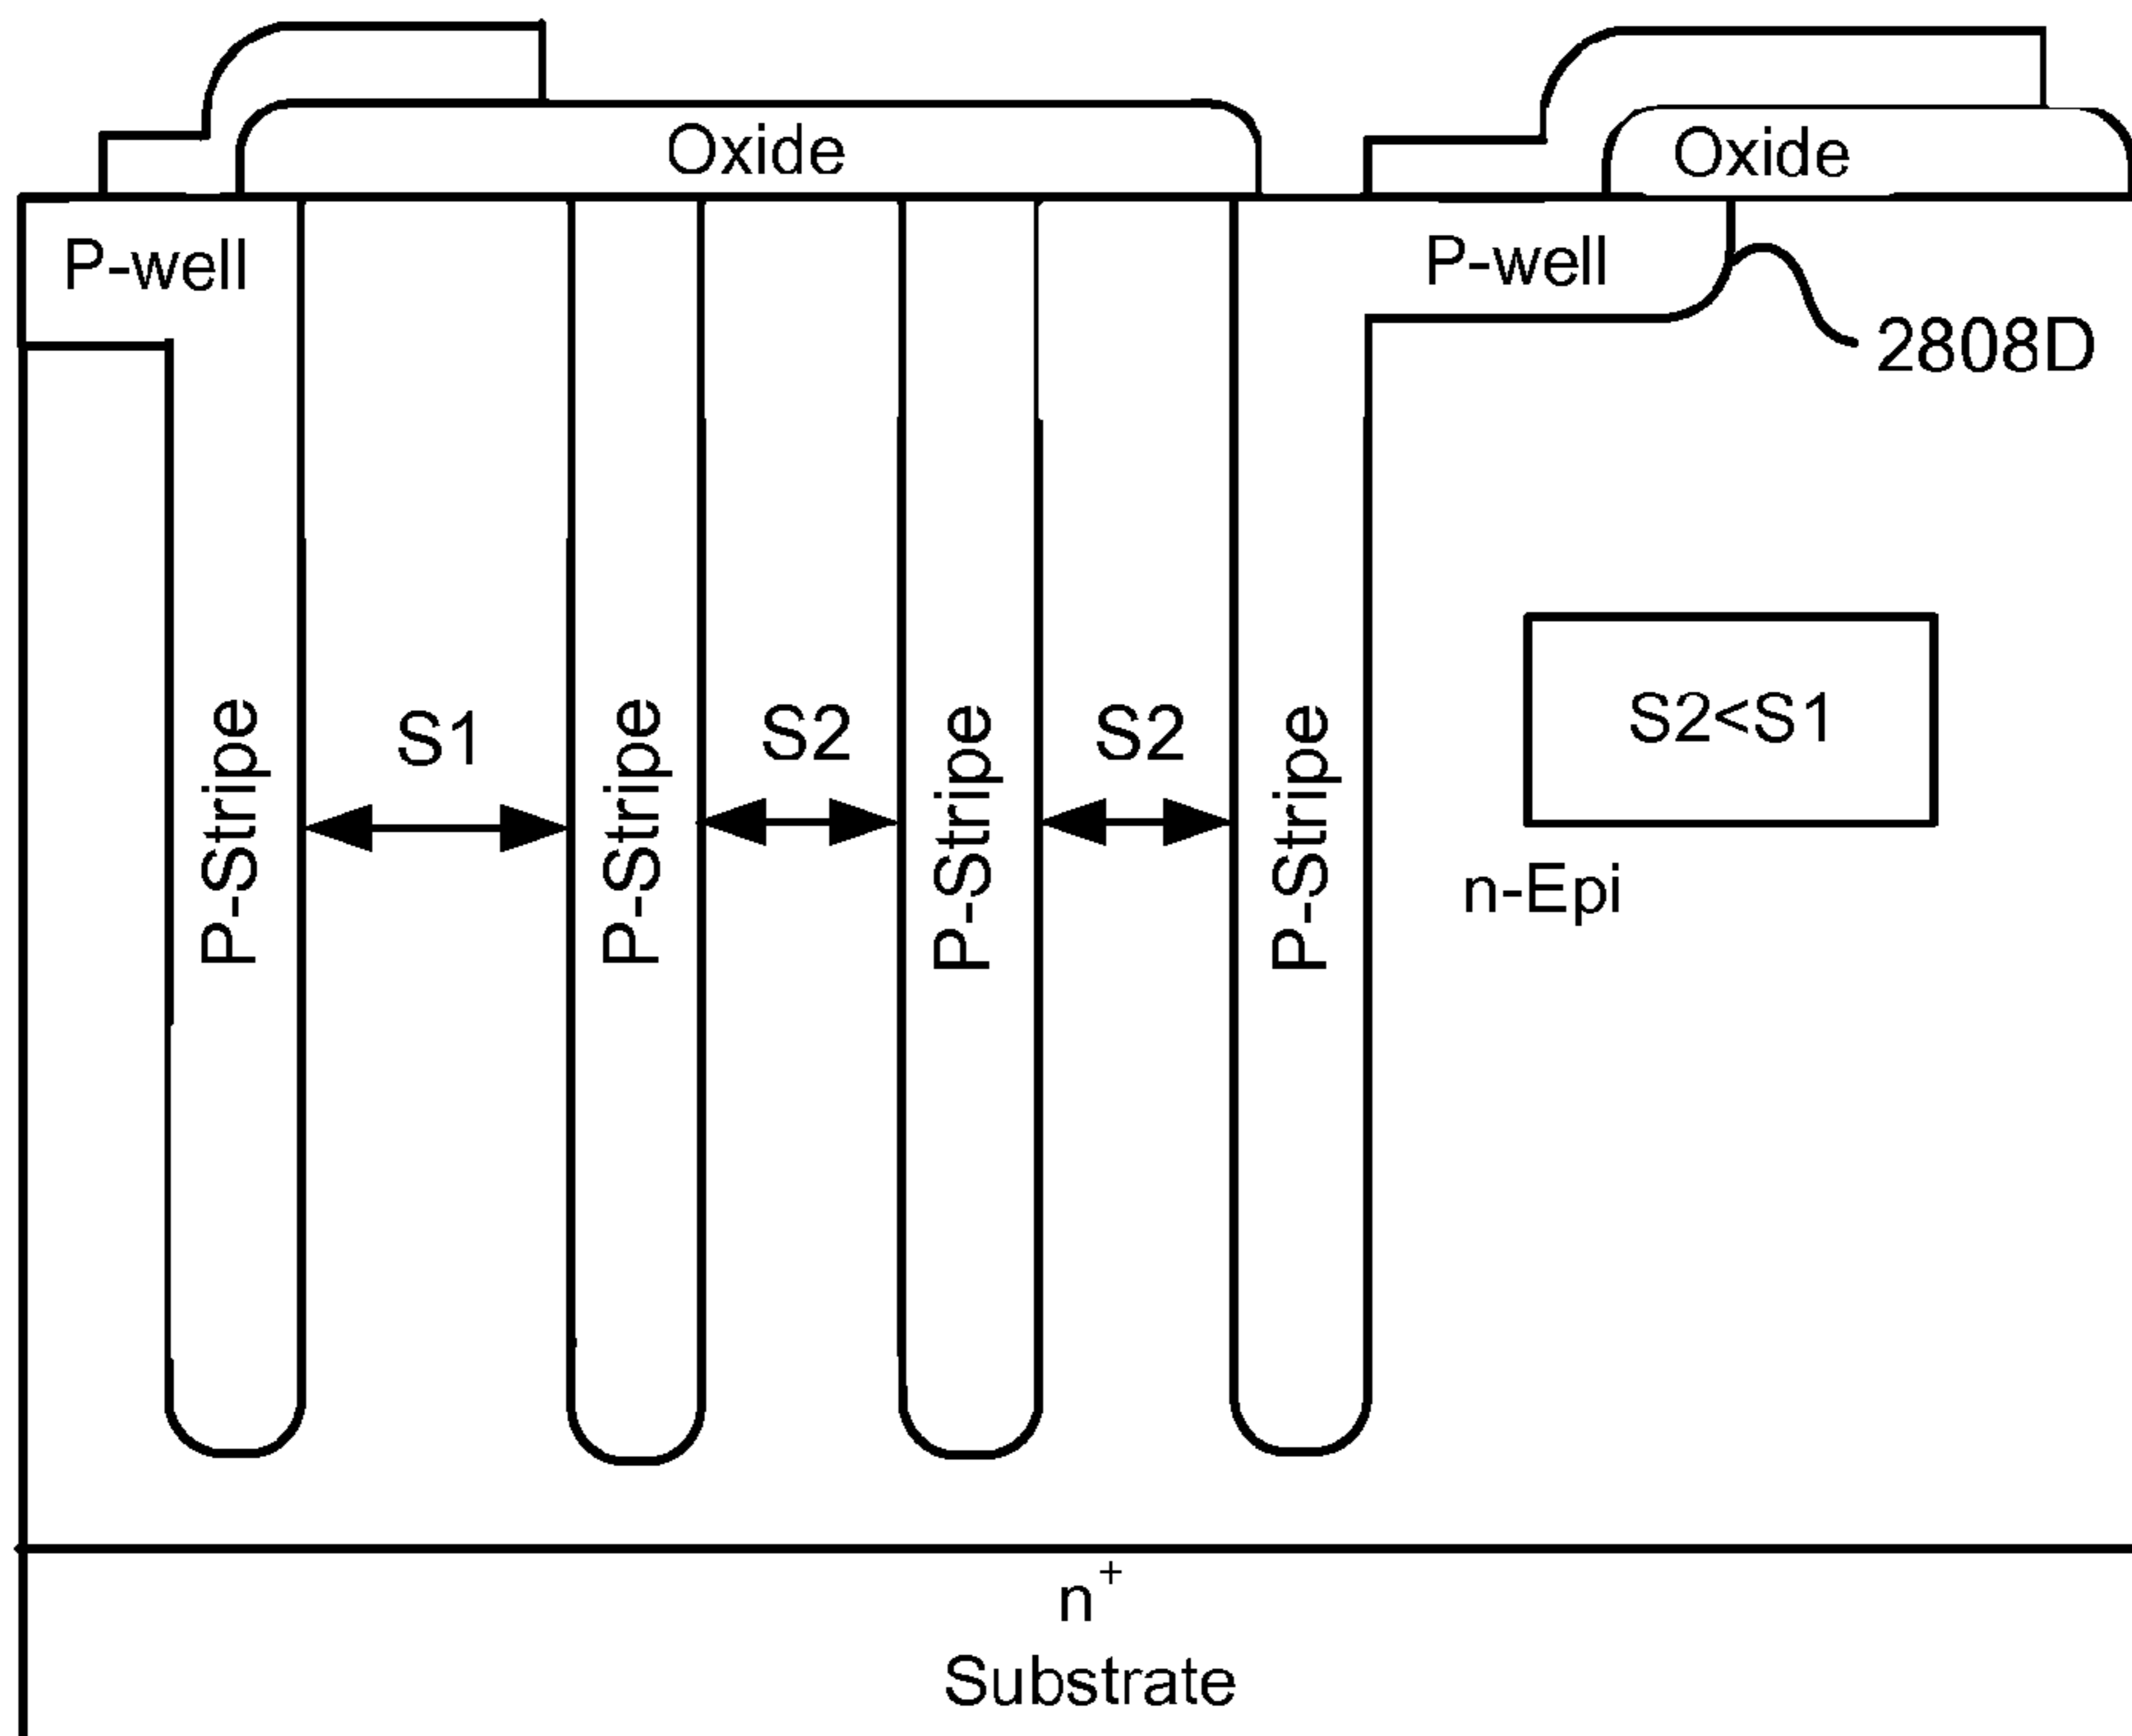 Oxide
Oxide
P-well
P-well
2808D
S2<S1
S1
S2
S2
P-Stripe
P-Stripe
P-Stripe
P-Stripe
n-Epi
n+
Substrate